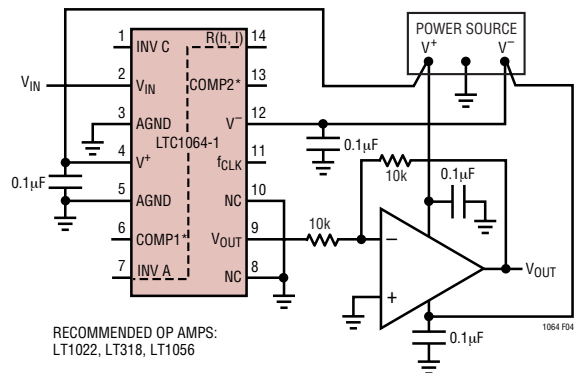 POWER SOURCE
V+
V–
1
INV C
R(h, I)
14
VIN
2
VIN
COMP2*
13
3
AGND
V–
12
LTC1064-1
0.1µF
4
V+
fCLK
11
10k
0.1µF
0.1µF
5
AGND
NC
10
6
COMP1*
VOUT
9
10k
–
7
INV A
NC
8
+
VOUT
1064 F04
0.1µF
RECOMMENDED OP AMPS:
LT1022, LT318, LT1056